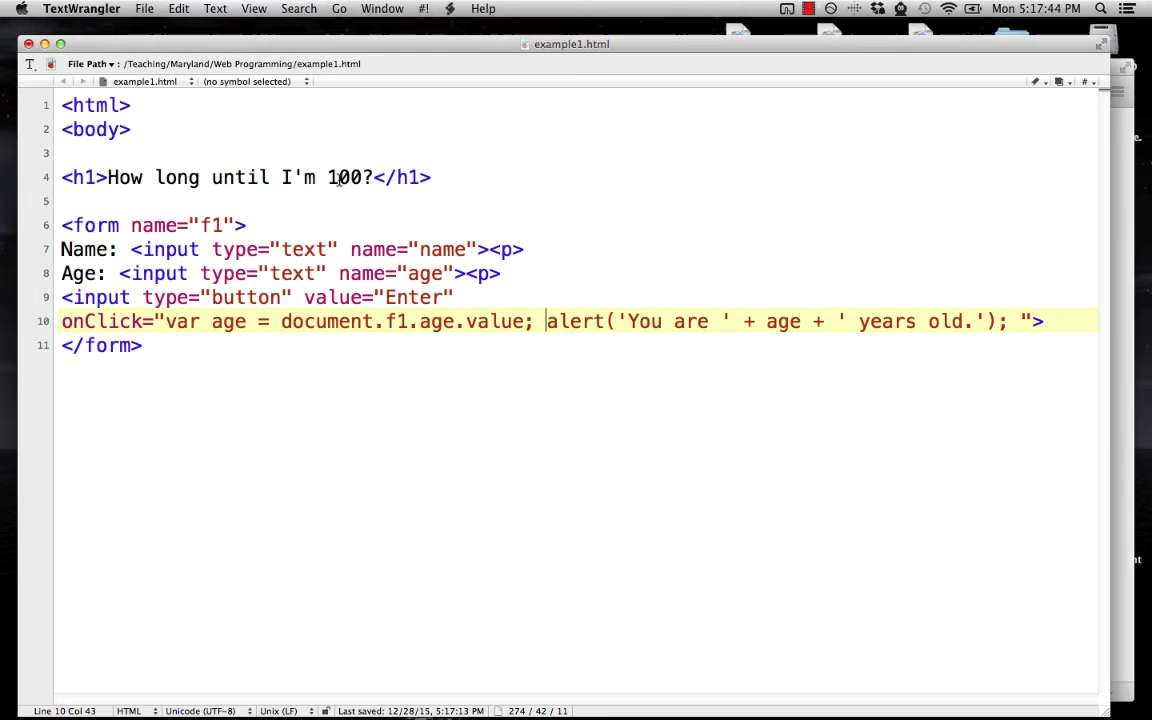 TextWrangler File Edit Text View Search Go Window #! Help Mon 5:17:44 PM
example1.html
T. File Path ▾ : /Teaching/Maryland/Web Programming/example1.html
example1.html (no symbol selected) #
1 <html>
2 <body>
3
4 <h1>How long until I'm 100?</h1>
5
6 <form name="f1">
7 Name: <input type="text" name="name"><p>
8 Age: <input type="text" name="age"><p>
9 <input type="button" value="Enter"
10 onClick="var age = document.f1.age.value; alert('You are ' + age + ' years old.'); ">
11 </form>
Line 10 Col 43 HTML Unicode (UTF-8) Unix (LF) Last saved: 12/28/15, 5:17:13 PM 274 / 42 / 11